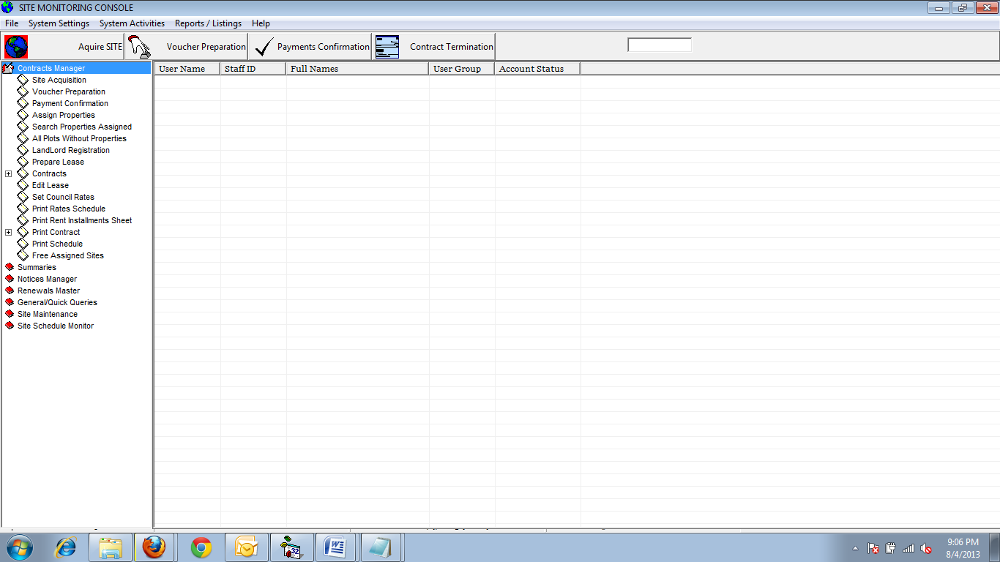 SITE MONITORING CONSOLE
File System Settings System Activities Reports / Listings Help
Aquire SITE Voucher Preparation Payments Confirmation Contract Termination
User Name Staff ID Full Names User Group Account Status
Contracts Manager
Site Acquisition
Voucher Preparation
Payment Confirmation
Assign Properties
Search Properties Assigned
All Plots Without Properties
LandLord Registration
Prepare Lease
Contracts
Edit Lease
Set Council Rates
Print Rates Schedule
Print Rent Installments Sheet
Print Contract
Print Schedule
Free Assigned Sites
Summaries
Notices Manager
Renewals Master
General/Quick Queries
Site Maintenance
Site Schedule Monitor
32
9:06 PM
8/4/2013